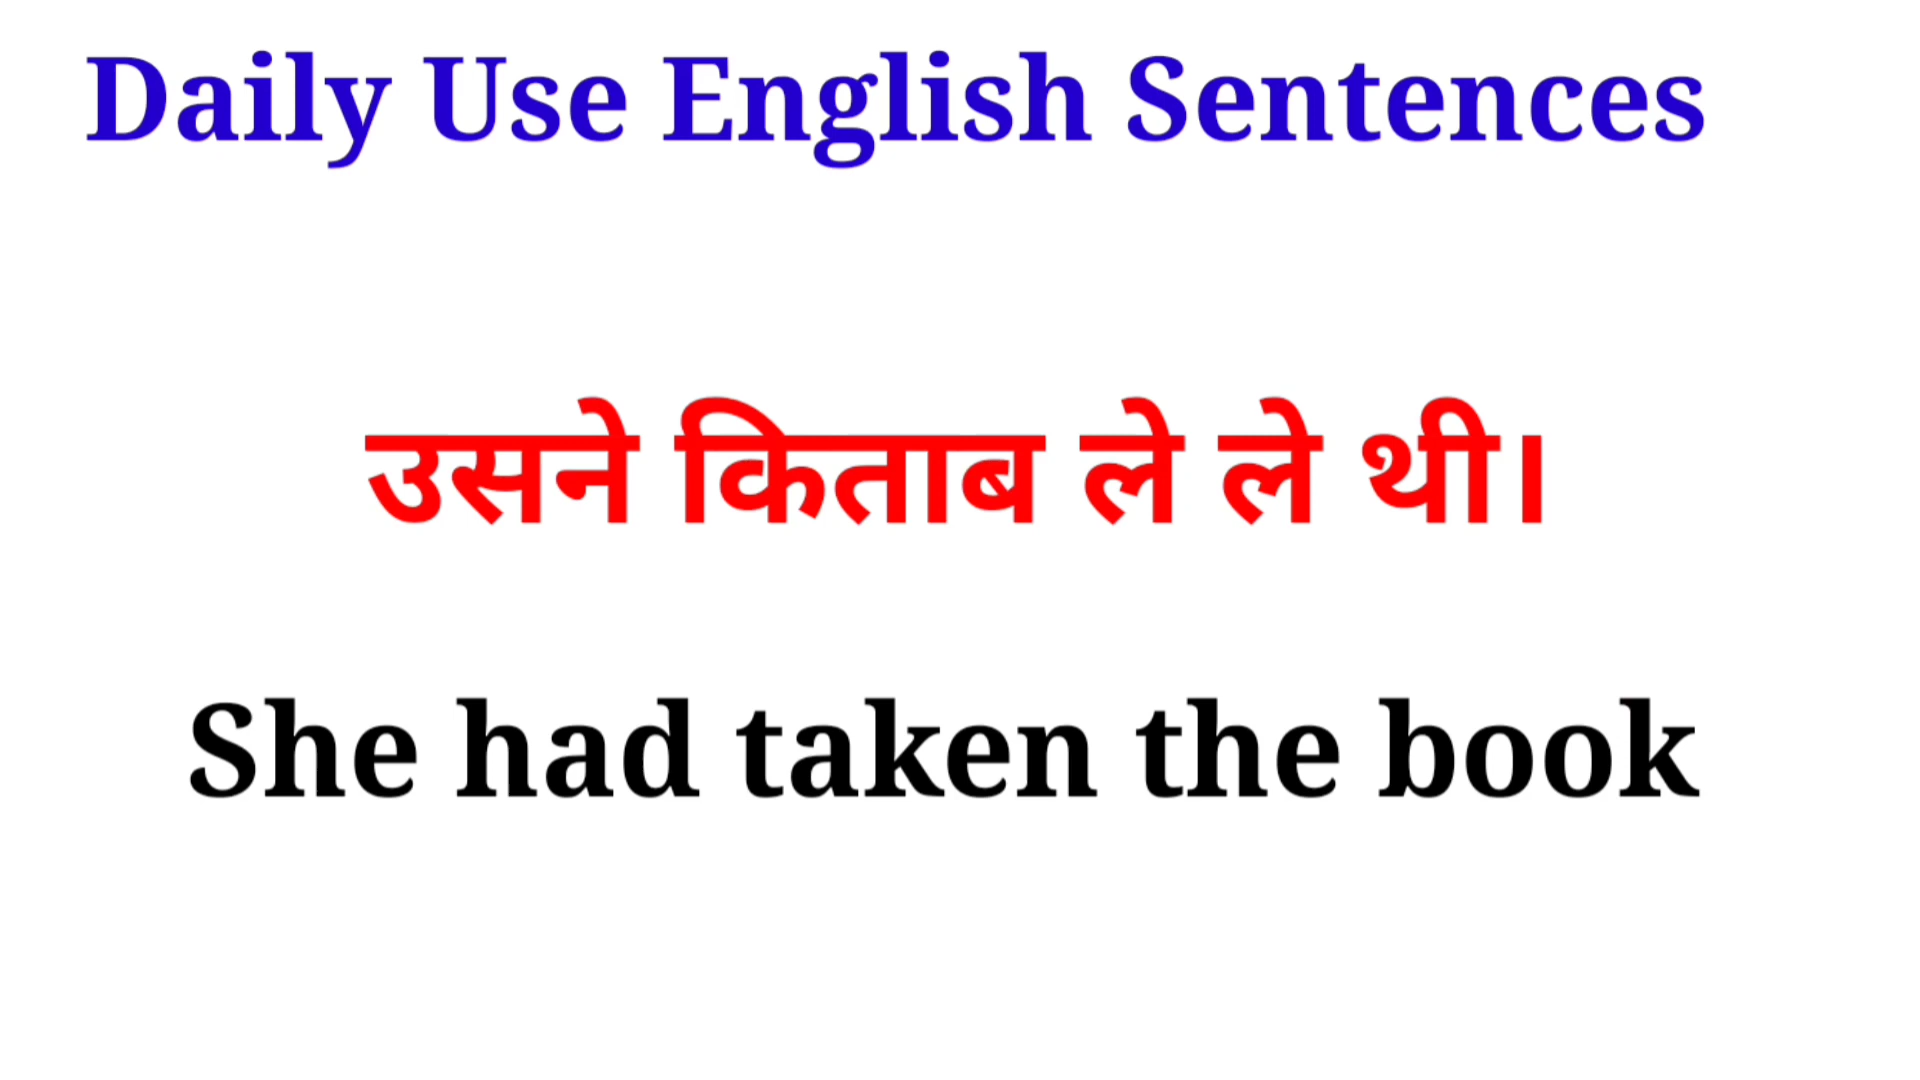 Daily Use English Sentences
उसने किताब ले ले थी।
She had taken the book